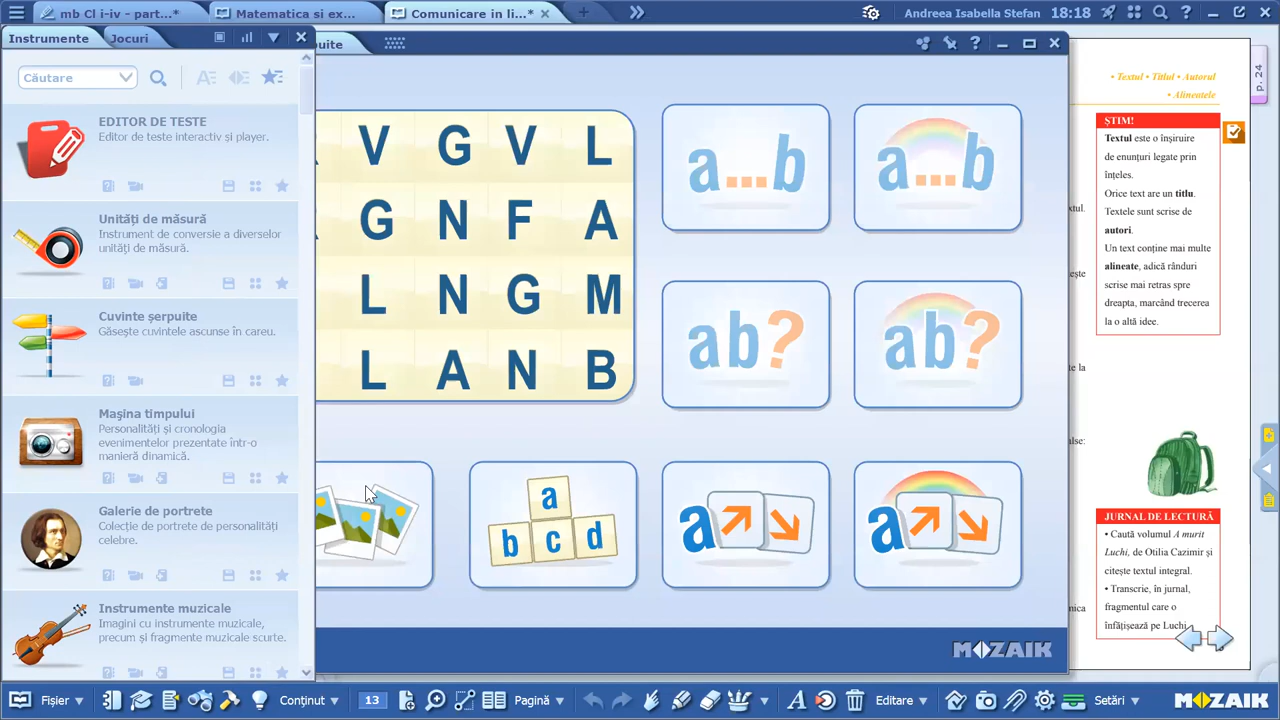 mb Cl i-iv - part...*
Matematica si ex...*
Comunicare in li...*
Andreea Isabella Stefan
18:18
Instrumente
Jocuri
Căutare
EDITOR DE TESTE
Editor de teste interactiv și player.
Unități de măsură
Instrument de conversie a diverselor
unități de măsură.
Cuvinte șerpuite
Găsește cuvintele ascunse în careu.
Mașina timpului
Personalități și cronologia
evenimentelor prezentate într-o
manieră dinamică.
Galerie de portrete
Colecție de portrete de personalități
celebre.
Instrumente muzicale
Imagini cu instrumente muzicale,
precum și fragmente muzicale scurte.
V G V L
G N F A
L N G M
L A N B
a...b
a...b
ab?
ab?
a
b c d
a
a
MOZAIK
• Textul • Titlul • Autorul
• Alineatele
p. 24
ȘTIM!
Textul este o înșiruire
de enunțuri legate prin
înțeles.
Orice text are un titlu.
Textele sunt scrise de
autori.
Un text conține mai multe
alineate, adică rânduri
scrise mai retras spre
dreapta, marcând trecerea
la o altă idee.
JURNAL DE LECTURĂ
• Caută volumul A murit
Luchi, de Otilia Cazimir și
citește textul integral.
• Transcrie, în jurnal,
fragmentul care o
înfățișează pe Luchi.
Fișier
Conținut
13
Pagină
Editare
Setări
MOZAIK